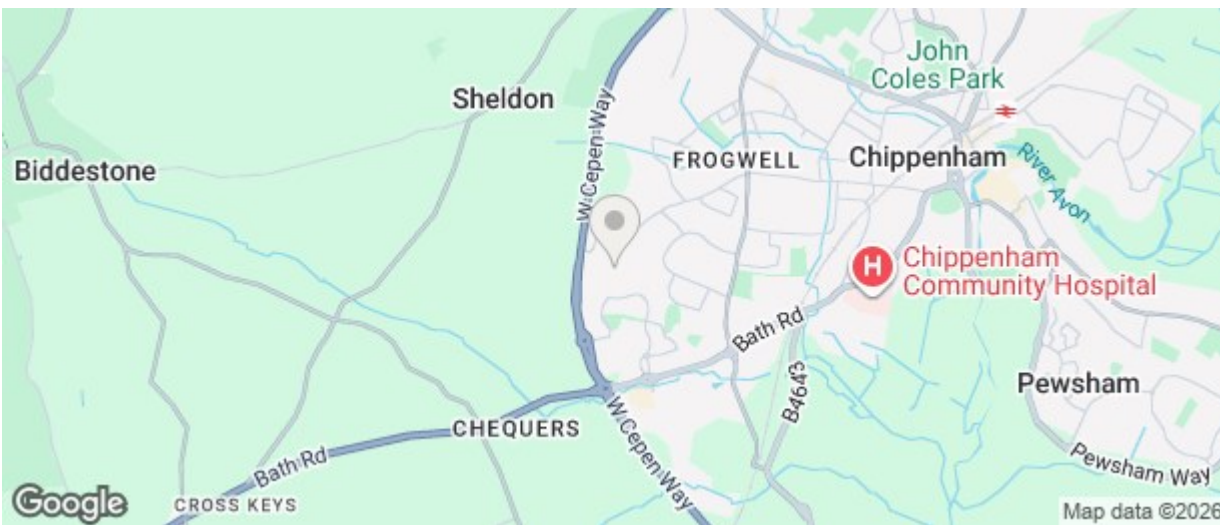 John
Coles Park
Sheldon
W Cepen Way
FROGWELL
Chippenham
Biddestone
River Avon
H
Chippenham
Community Hospital
Bath Rd
B4643
Pewsham
CHEQUERS
W Cepen Way
Bath Rd
Pewsham Way
Google
CROSS KEYS
Map data ©2026